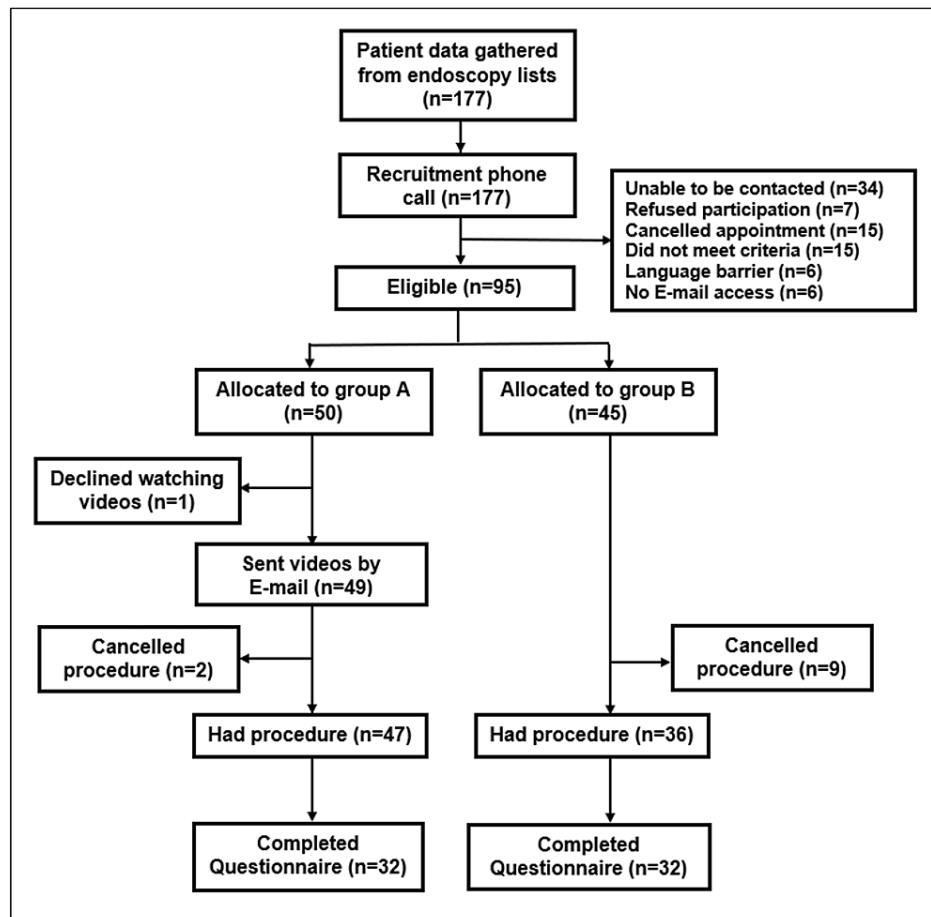 Patient data gathered
from endoscopy lists
(n=177)
Recruitment phone
call (n=177)
Unable to be contacted (n=34)
Refused participation (n=7)
Cancelled appointment (n=15)
Did not meet criteria (n=15)
Language barrier (n=6)
No E-mail access (n=6)
Eligible (n=95)
Allocated to group A
(n=50)
Allocated to group B
(n=45)
Declined watching
videos (n=1)
Sent videos by
E-mail (n=49)
Cancelled
procedure (n=2)
Cancelled
procedure (n=9)
Had procedure (n=47)
Had procedure (n=36)
Completed
Questionnaire (n=32)
Completed
Questionnaire (n=32)